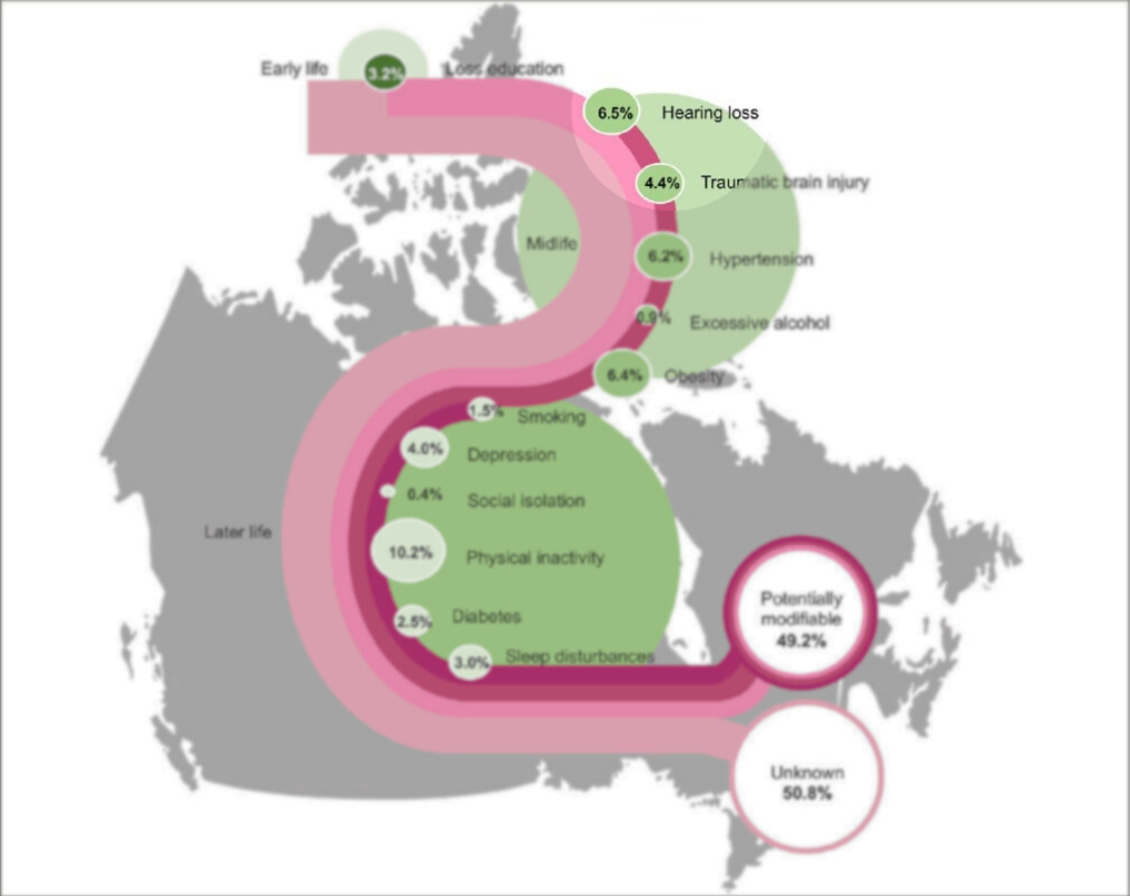 Early life
3.2%
Less education
6.5%
Hearing loss
4.4%
Traumatic brain injury
Midlife
6.2%
Hypertension
0.9%
Excessive alcohol
6.4%
Obesity
1.5%
Smoking
4.0%
Depression
0.4%
Social isolation
Later life
10.2%
Physical inactivity
2.5%
Diabetes
3.0%
Sleep disturbances
Potentially
modifiable
49.2%
Unknown
50.8%